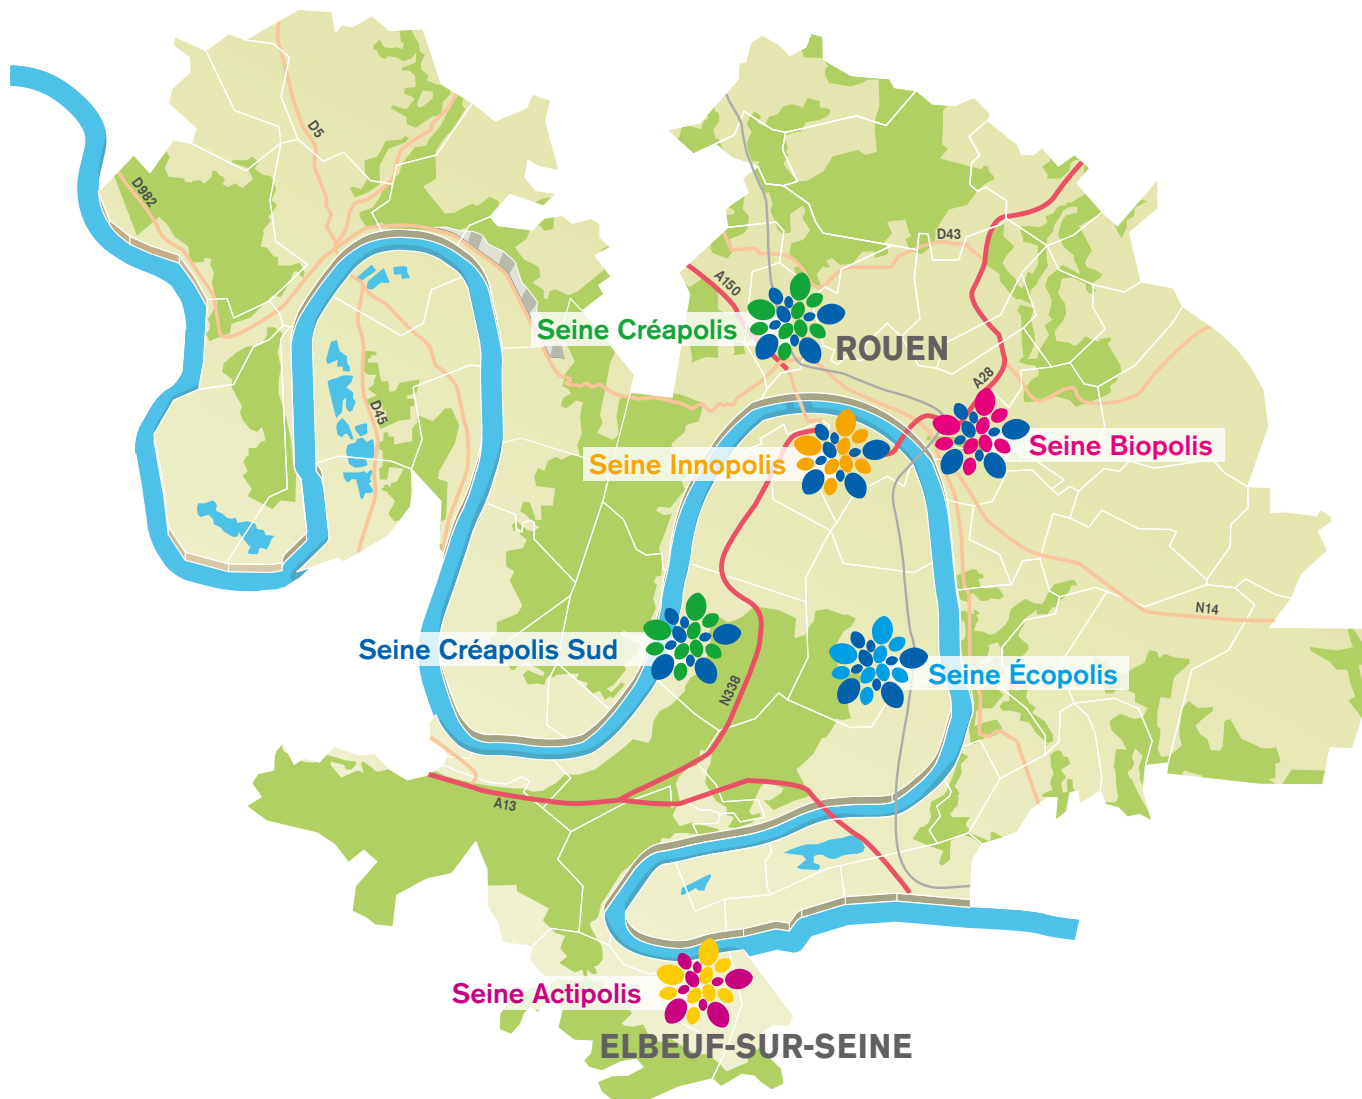 D5
D982
D43
A150
Seine Créapolis
ROUEN
A28
D45
Seine Biopolis
Seine Innopolis
N14
Seine Créapolis Sud
Seine Écopolis
N338
A13
Seine Actipolis
ELBEUF-SUR-SEINE